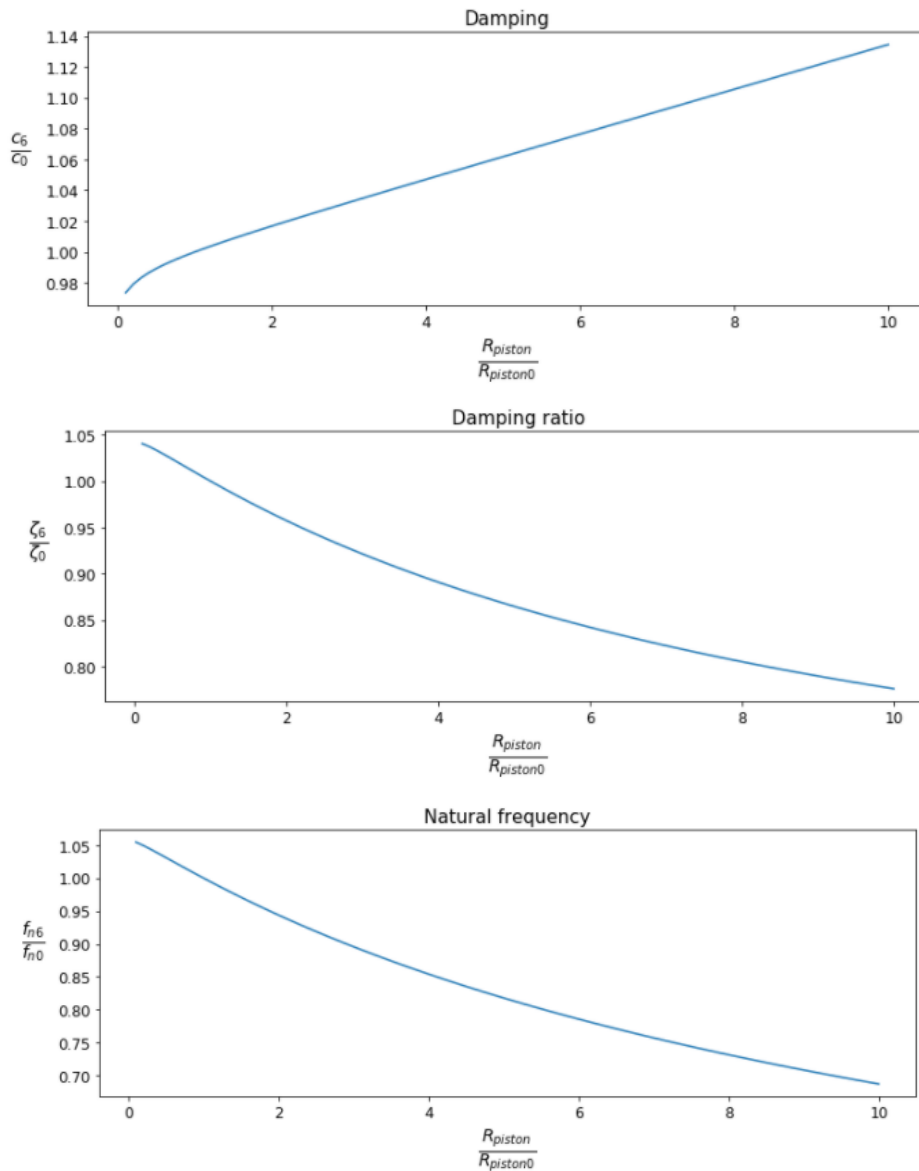 Damping
1.14
1.12
1.10
1.08
1.06
1.04
1.02
1.00
0.98
c6
c0
0 2 4 6 8 10
Rpiston
Rpiston0
Damping ratio
1.05
1.00
0.95
0.90
0.85
0.80
ζ6
ζ0
0 2 4 6 8 10
Rpiston
Rpiston0
Natural frequency
1.05
1.00
0.95
0.90
0.85
0.80
0.75
0.70
fn6
fn0
0 2 4 6 8 10
Rpiston
Rpiston0